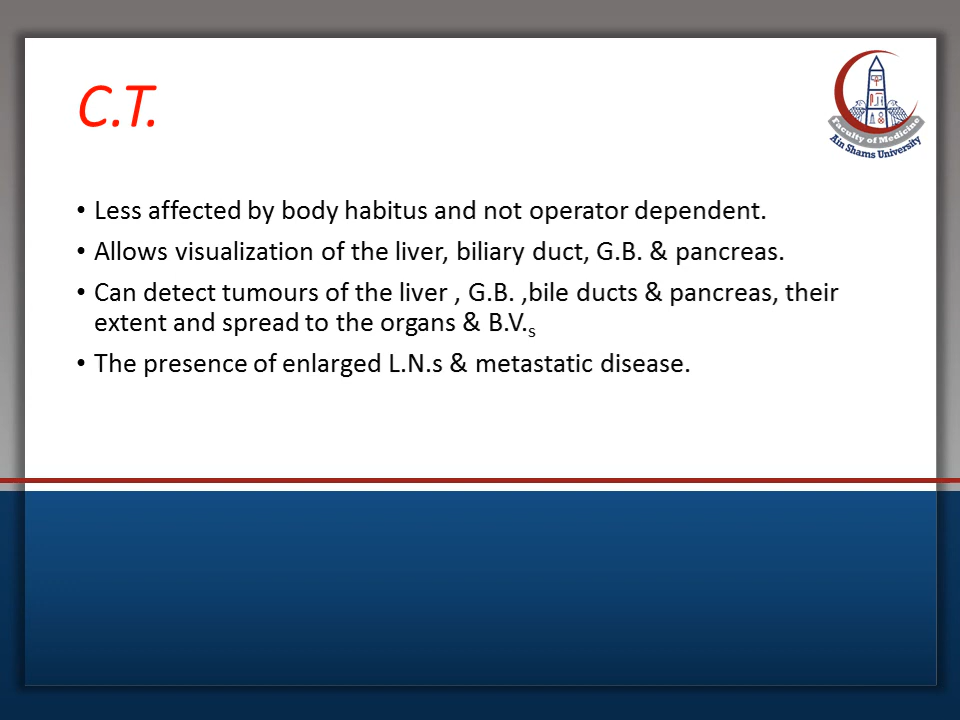 C.T.
Faculty of Medicine
Ain Shams University
• Less affected by body habitus and not operator dependent.
• Allows visualization of the liver, biliary duct, G.B. & pancreas.
• Can detect tumours of the liver , G.B. ,bile ducts & pancreas, their
extent and spread to the organs & B.V.s
• The presence of enlarged L.N.s & metastatic disease.